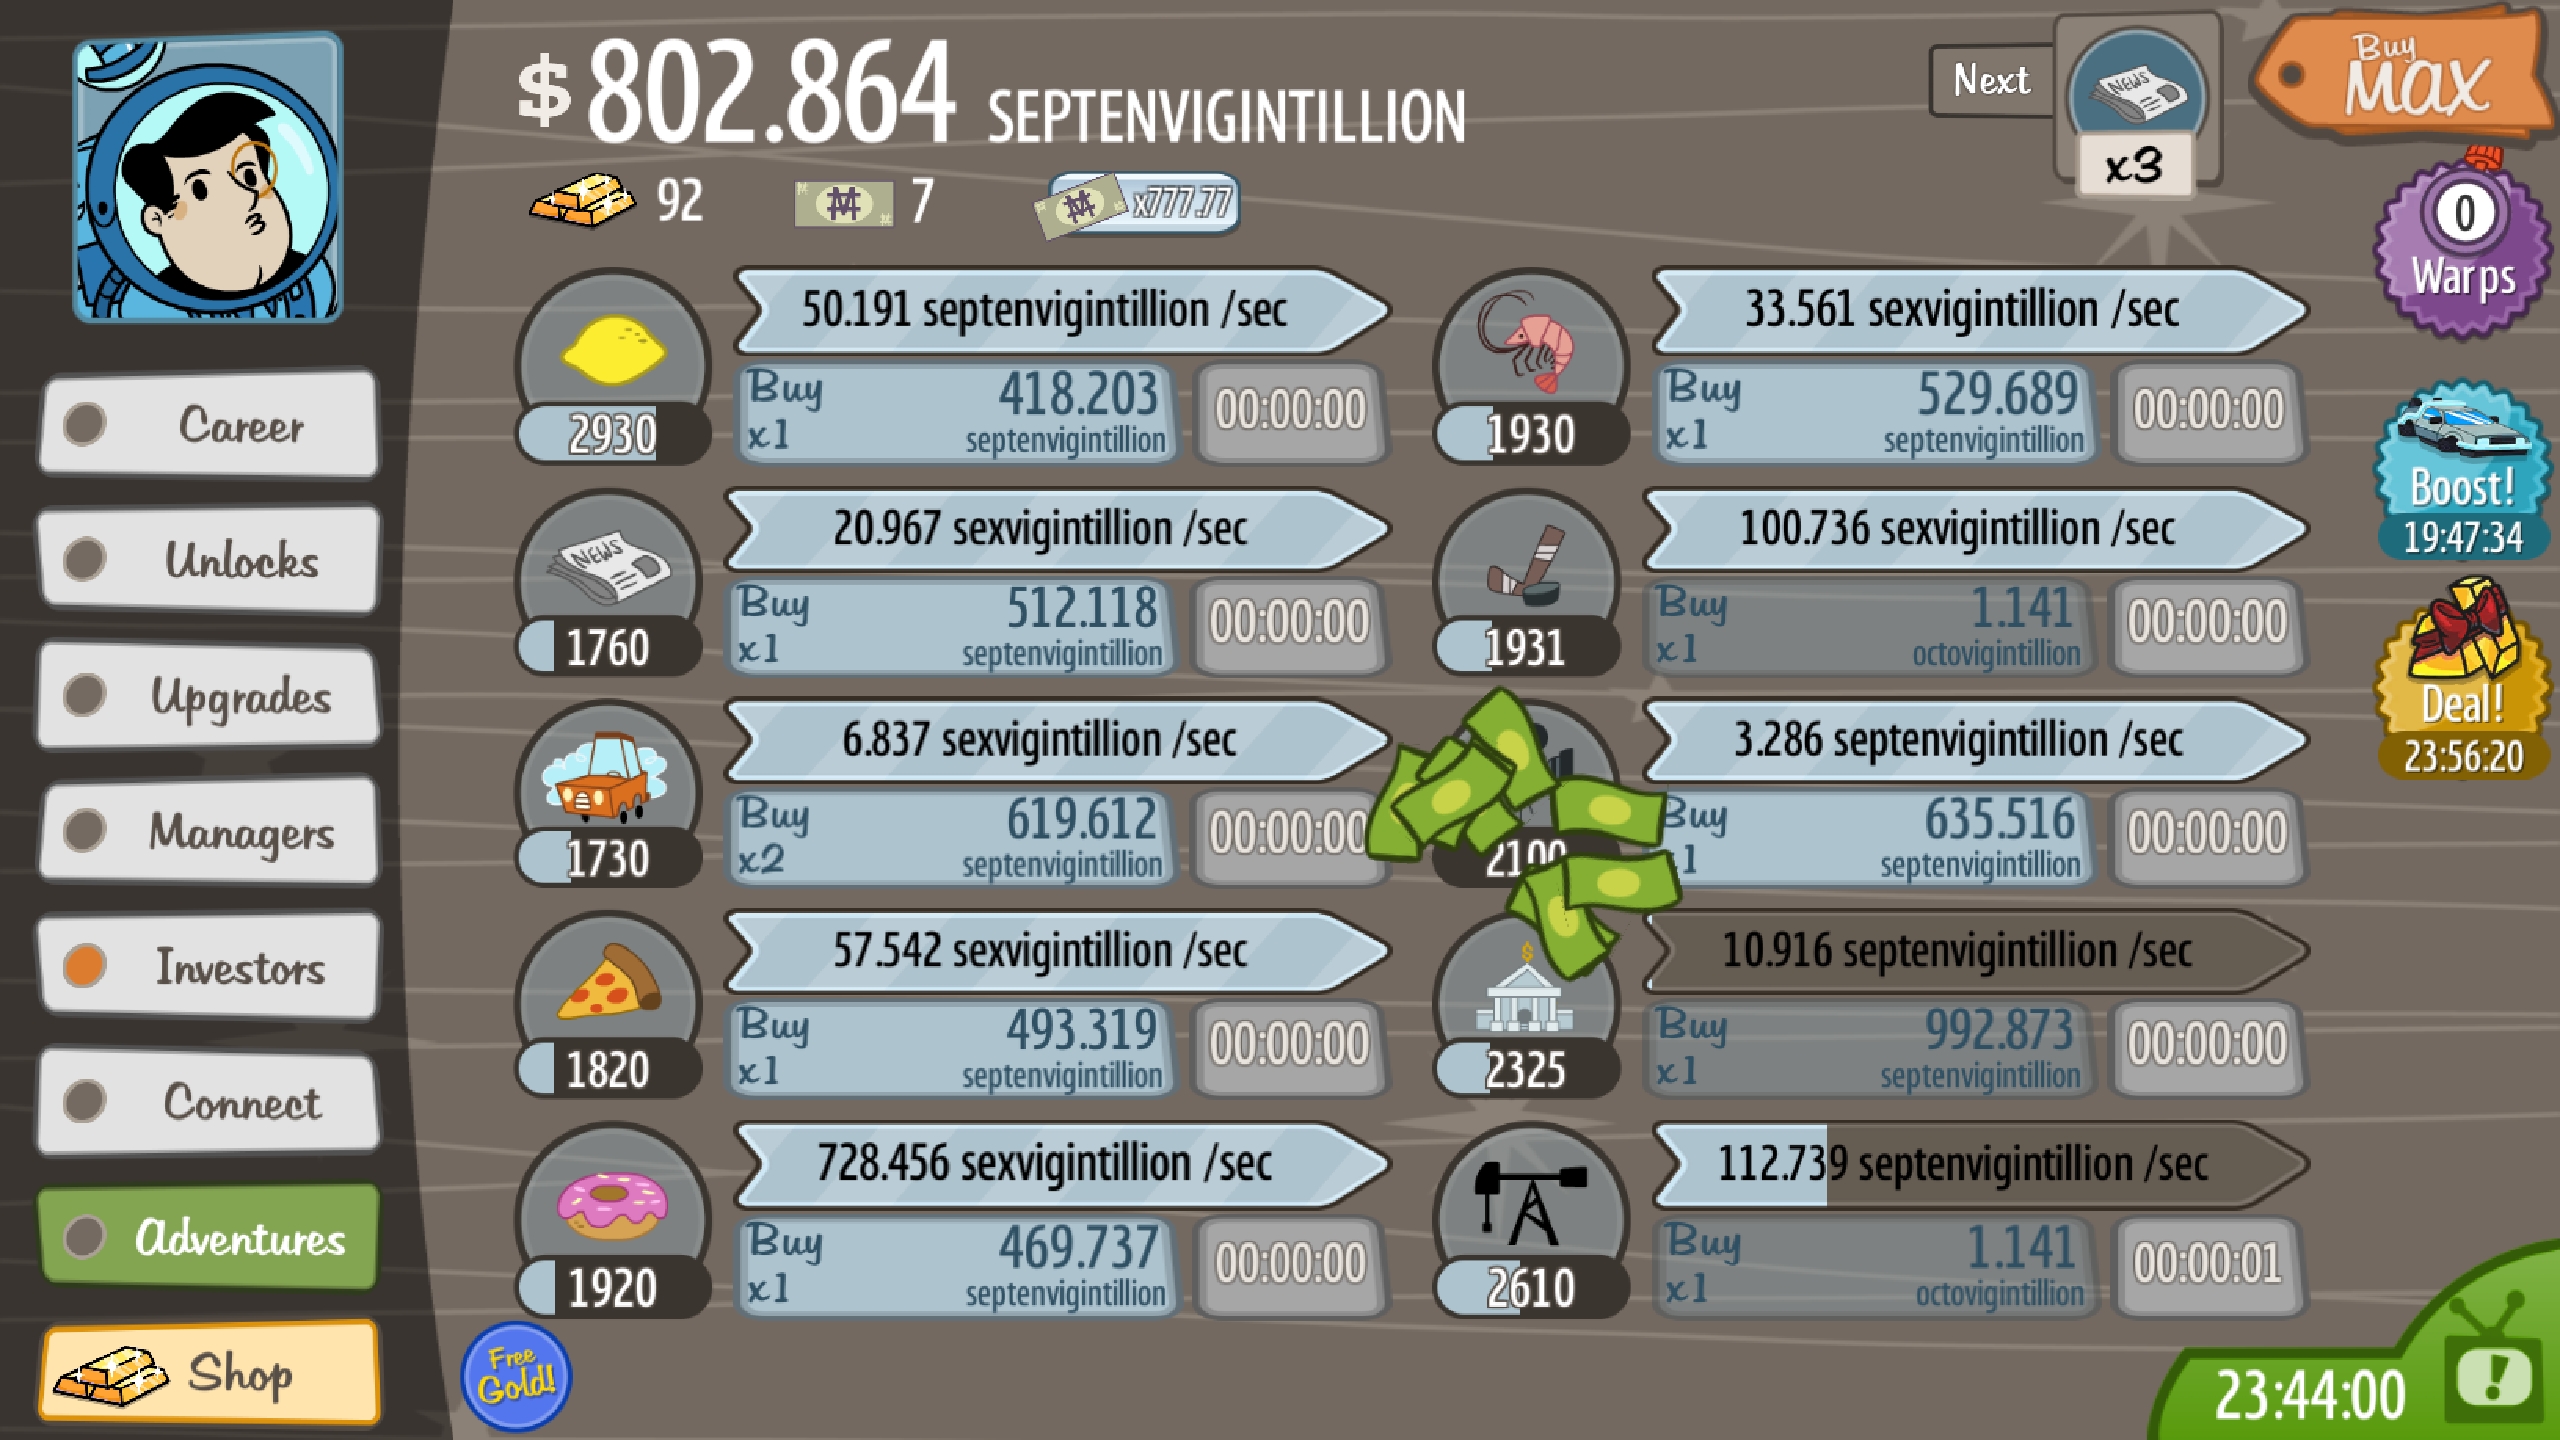 $802.864 SEPTENVIGINTILLION
92
7
x777.77
Next
NEWS
x3
Buy
MAX
0
Warps
Boost!
19:47:34
Deal!
23:56:20
Career
Unlocks
Upgrades
Managers
Investors
Connect
Adventures
Shop
2930
50.191 septenvigintillion /sec
Buy
x1
418.203
septenvigintillion
00:00:00
1930
33.561 sexvigintillion /sec
Buy
x1
529.689
septenvigintillion
00:00:00
NEWS
1760
20.967 sexvigintillion /sec
Buy
x1
512.118
septenvigintillion
00:00:00
1931
100.736 sexvigintillion /sec
Buy
x1
1.141
octovigintillion
00:00:00
1730
6.837 sexvigintillion /sec
Buy
x2
619.612
septenvigintillion
00:00:00
2100
3.286 septenvigintillion /sec
Buy
1
635.516
septenvigintillion
00:00:00
1820
57.542 sexvigintillion /sec
Buy
x1
493.319
septenvigintillion
00:00:00
2325
10.916 septenvigintillion /sec
Buy
x1
992.873
septenvigintillion
00:00:00
1920
728.456 sexvigintillion /sec
Buy
x1
469.737
septenvigintillion
00:00:00
2610
112.739 septenvigintillion /sec
Buy
x1
1.141
octovigintillion
00:00:01
Free
Gold!
23:44:00